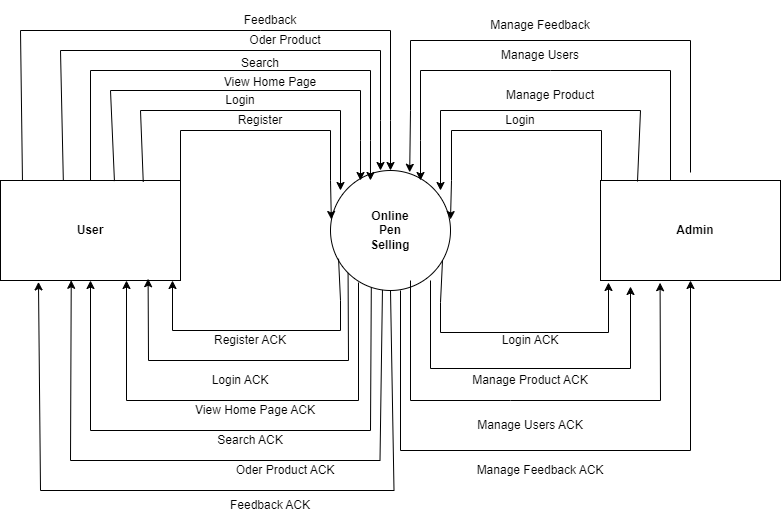 Feedback
Manage Feedback
Oder Product
Manage Users
Search
View Home Page
Manage Product
Login
Register
Login
User
Online
Pen
Selling
Admin
Register ACK
Login ACK
Login ACK
Manage Product ACK
View Home Page ACK
Manage Users ACK
Search ACK
Oder Product ACK
Manage Feedback ACK
Feedback ACK